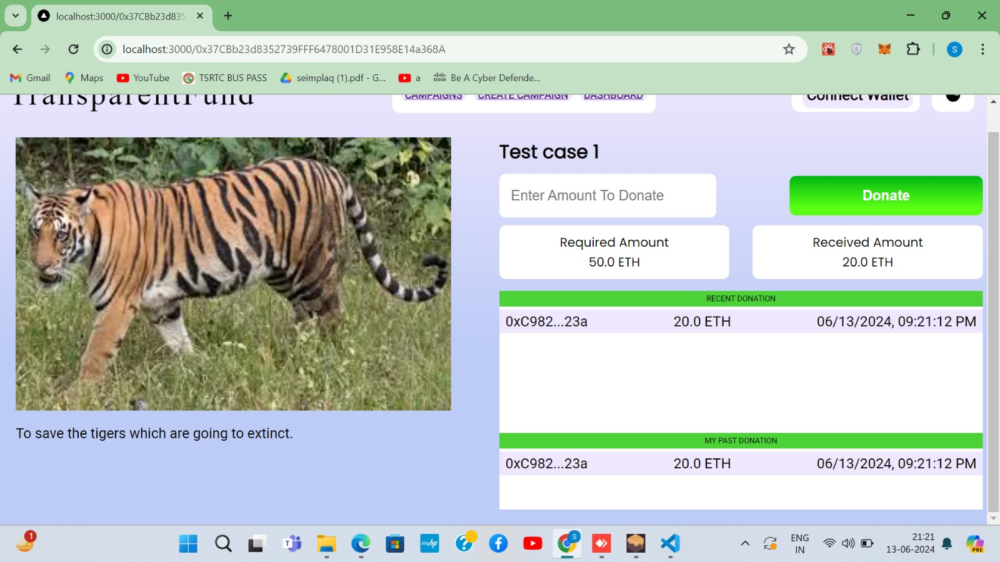 localhost:3000/0x37CBb23d835
localhost:3000/0x37CBb23d8352739FFF6478001D31E958E14a368A
S
Gmail
Maps
YouTube
TSRTC BUS PASS
seimplaq (1).pdf - G...
a
cisco
Be A Cyber Defende...
TransparentFund
CAMPAIGNS
CREATE CAMPAIGN
DASHBOARD
Connect Wallet
Test case 1
Enter Amount To Donate
Donate
Required Amount
50.0 ETH
Received Amount
20.0 ETH
RECENT DONATION
0xC982...23a 20.0 ETH 06/13/2024, 09:21:12 PM
To save the tigers which are going to extinct.
MY PAST DONATION
0xC982...23a 20.0 ETH 06/13/2024, 09:21:12 PM
1
T
myhp
?
S
ENG
IN
21:21
13-06-2024
PRE